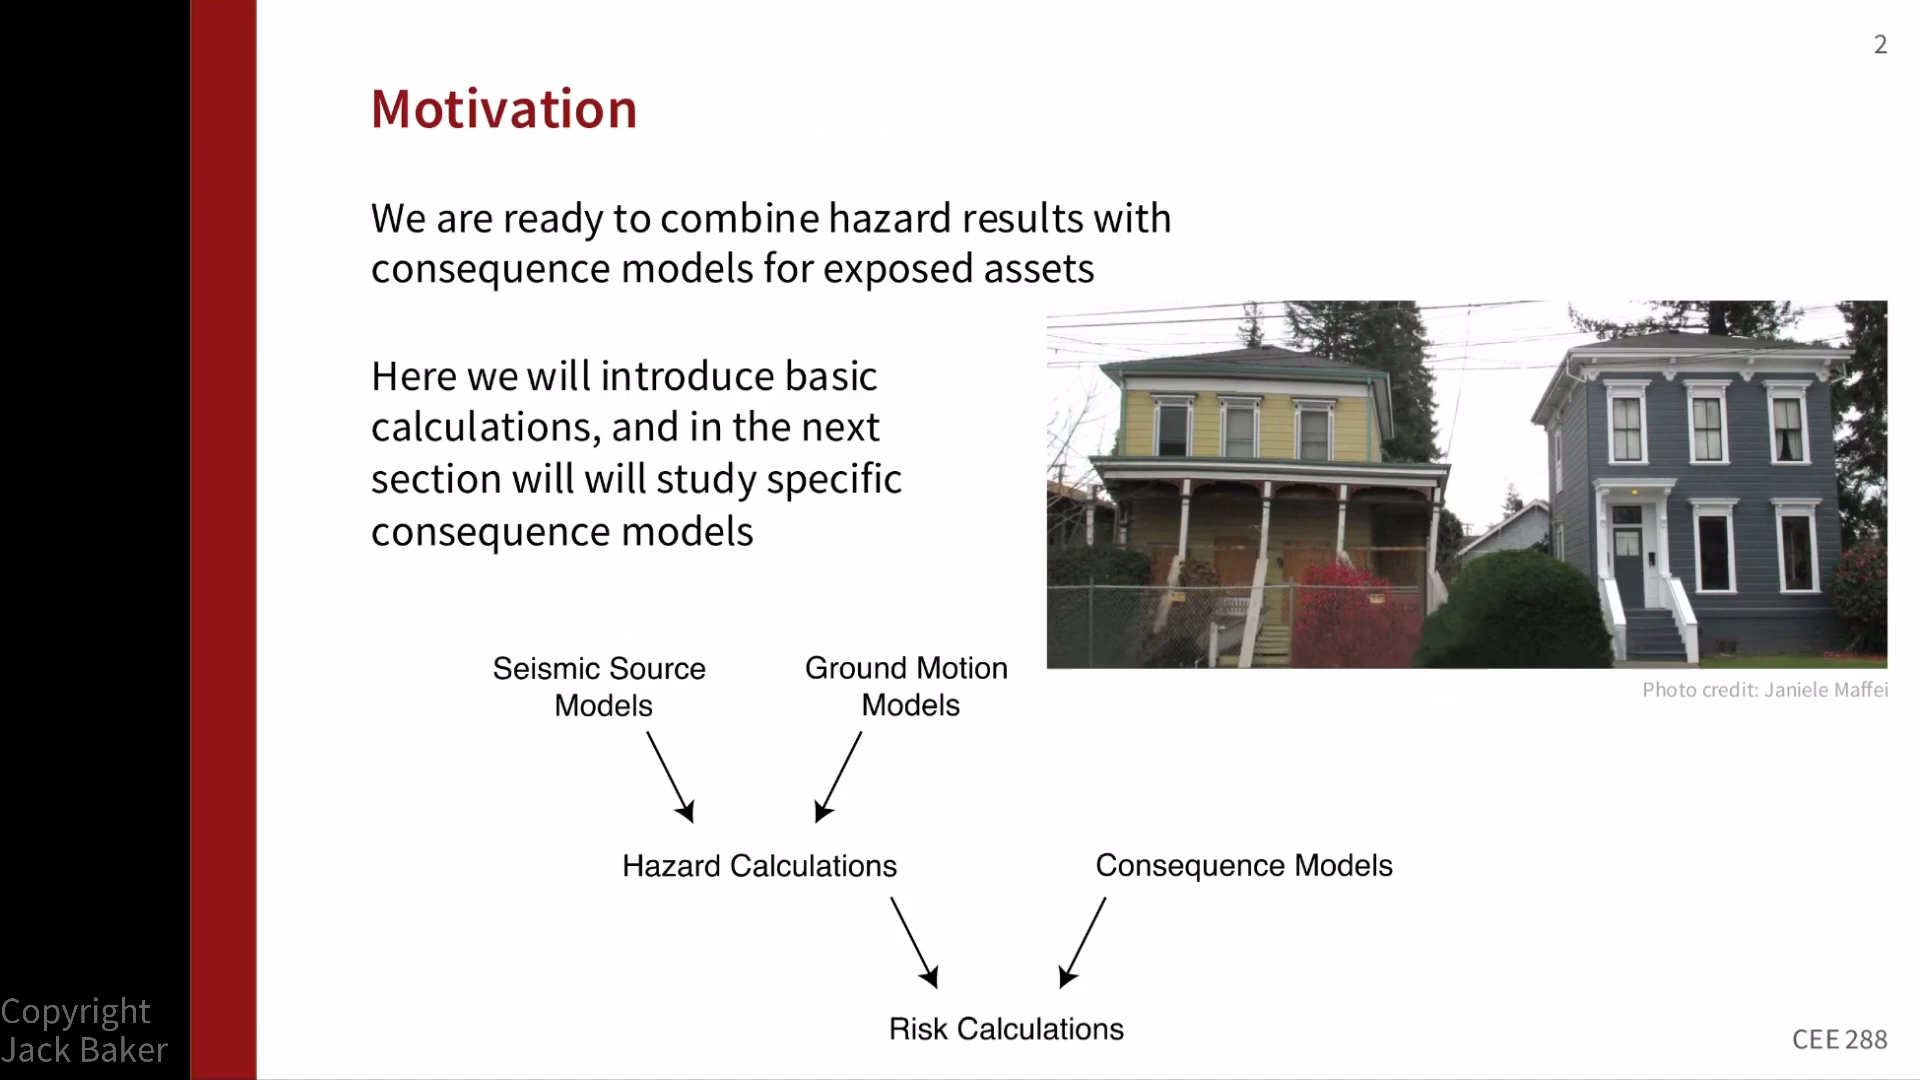 2
Motivation
We are ready to combine hazard results with
consequence models for exposed assets
Here we will introduce basic
calculations, and in the next
section will will study specific
consequence models
Photo credit: Janiele Maffei
Seismic Source
Models
Ground Motion
Models
Hazard Calculations
Consequence Models
Risk Calculations
CEE 288
Copyright
Jack Baker